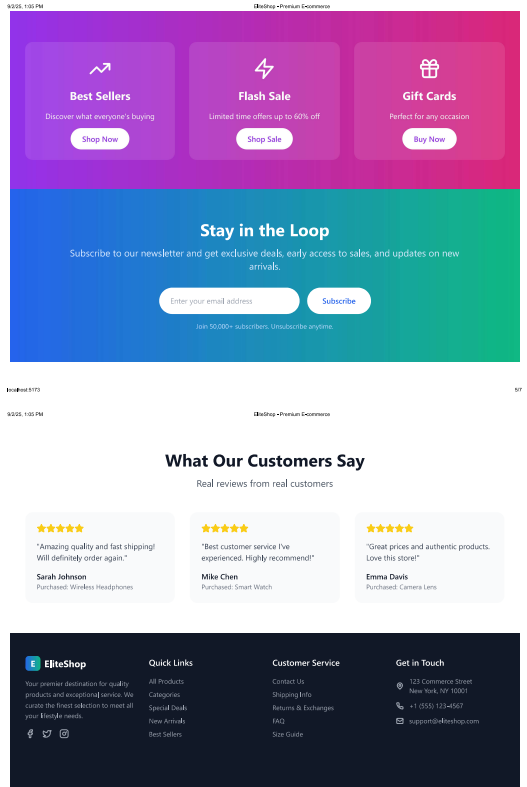 9/2/25, 1:05 PM
EliteShop - Premium E-commerce
Best Sellers
Discover what everyone's buying
Shop Now
Flash Sale
Limited time offers up to 60% off
Shop Sale
Gift Cards
Perfect for any occasion
Buy Now
Stay in the Loop
Subscribe to our newsletter and get exclusive deals, early access to sales, and updates on new
arrivals.
Enter your email address
Subscribe
Join 50,000+ subscribers. Unsubscribe anytime.
localhost:5173
5/7
9/2/25, 1:05 PM
EliteShop - Premium E-commerce
What Our Customers Say
Real reviews from real customers
"Amazing quality and fast shipping!
Will definitely order again."
Sarah Johnson
Purchased: Wireless Headphones
"Best customer service I've
experienced. Highly recommend!"
Mike Chen
Purchased: Smart Watch
"Great prices and authentic products.
Love this store!"
Emma Davis
Purchased: Camera Lens
E EliteShop
Your premier destination for quality
products and exceptional service. We
curate the finest selection to meet all
your lifestyle needs.
Quick Links
All Products
Categories
Special Deals
New Arrivals
Best Sellers
Customer Service
Contact Us
Shipping Info
Returns & Exchanges
FAQ
Size Guide
Get in Touch
123 Commerce Street
New York, NY 10001
+1 (555) 123-4567
support@eliteshop.com